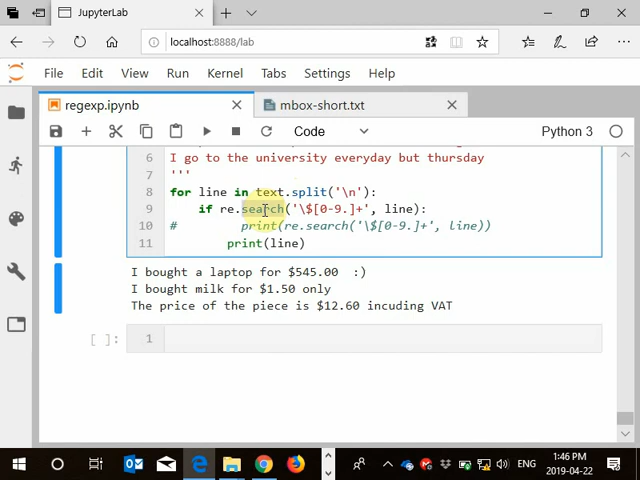 JupyterLab
localhost:8888/lab
File Edit View Run Kernel Tabs Settings Help
regexp.ipynb
mbox-short.txt
Code
Python 3
6 I go to the university everyday but thursday
7 '''
8 for line in text.split('\n'):
9 if re.search('\$[0-9.]+', line):
10 # print(re.search('\$[0-9.]+', line))
11 print(line)
I bought a laptop for $545.00 :)
I bought milk for $1.50 only
The price of the piece is $12.60 incuding VAT
[ ]: 1
ENG
1:46 PM
2019-04-22